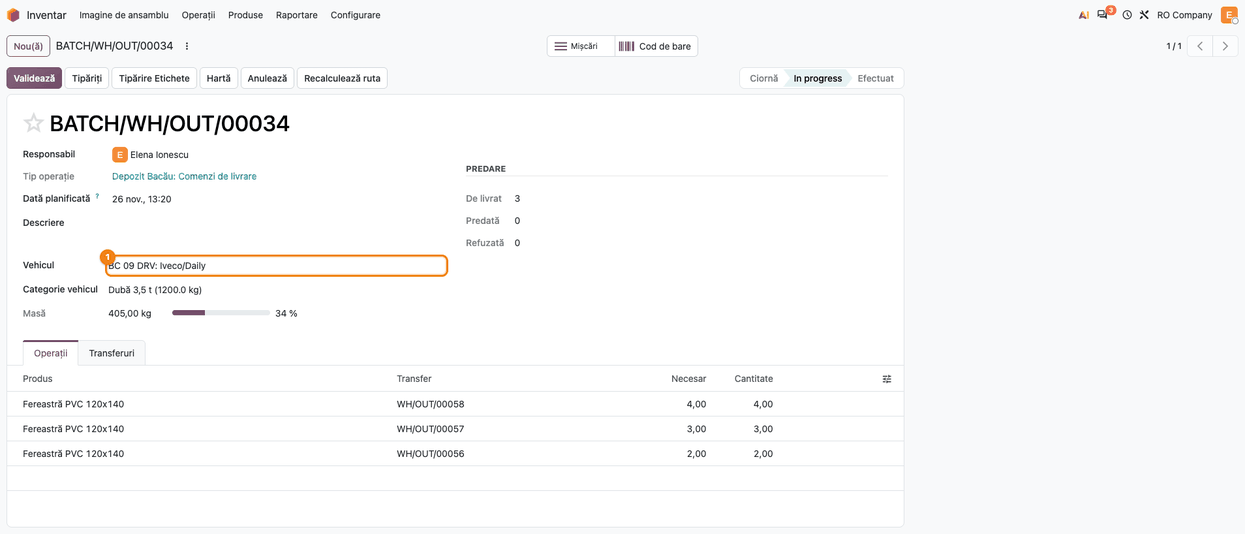 Inventar Imagine de ansamblu Operații Produse Raportare Configurare AI 3 RO Company E
Nou(ă) BATCH/WH/OUT/00034 Mișcări Cod de bare 1 / 1
Validează Tipăriți Tipărire Etichete Hartă Anulează Recalculează ruta Ciornă In progress Efectuat
BATCH/WH/OUT/00034
Responsabil E Elena Ionescu
PREDARE
Tip operație Depozit Bacău: Comenzi de livrare
Dată planificată ? 26 nov., 13:20
De livrat 3
Predată 0
Descriere
Refuzată 0
1
Vehicul BC 09 DRV: Iveco/Daily
Categorie vehicul Dubă 3,5 t (1200.0 kg)
Masă 405,00 kg 34 %
Operații Transferuri
Produs Transfer Necesar Cantitate
Fereastră PVC 120x140 WH/OUT/00058 4,00 4,00
Fereastră PVC 120x140 WH/OUT/00057 3,00 3,00
Fereastră PVC 120x140 WH/OUT/00056 2,00 2,00